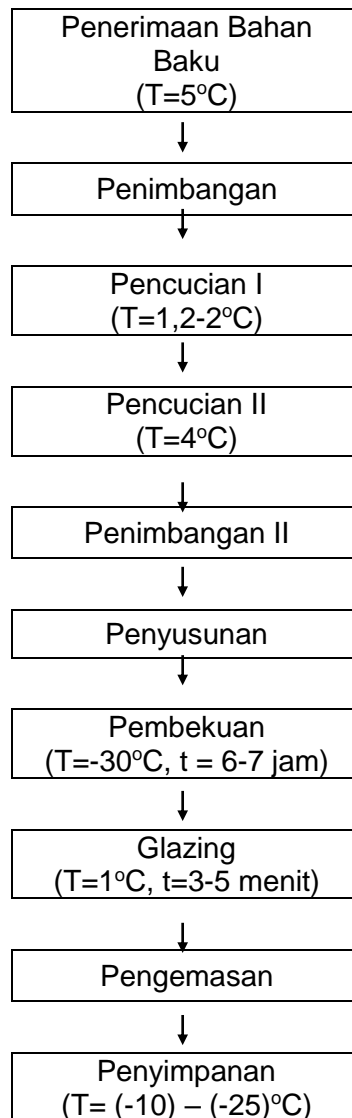 Penerimaan Bahan
Baku
(T=5°C)
Penimbangan
Pencucian I
(T=1,2-2°C)
Pencucian II
(T=4°C)
Penimbangan II
Penyusunan
Pembekuan
(T=-30°C, t = 6-7 jam)
Glazing
(T=1°C, t=3-5 menit)
Pengemasan
Penyimpanan
(T= (-10) – (-25)°C)